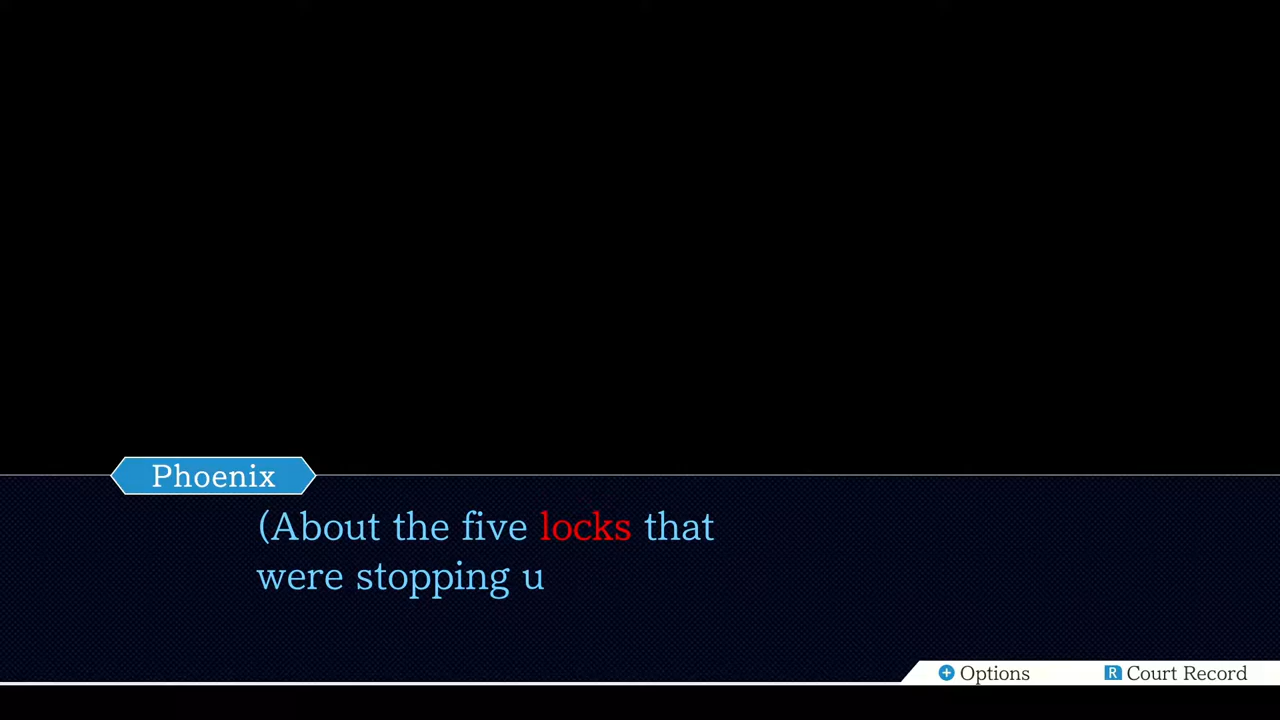 Phoenix
(About the five locks that
were stopping u
+ Options
R Court Record